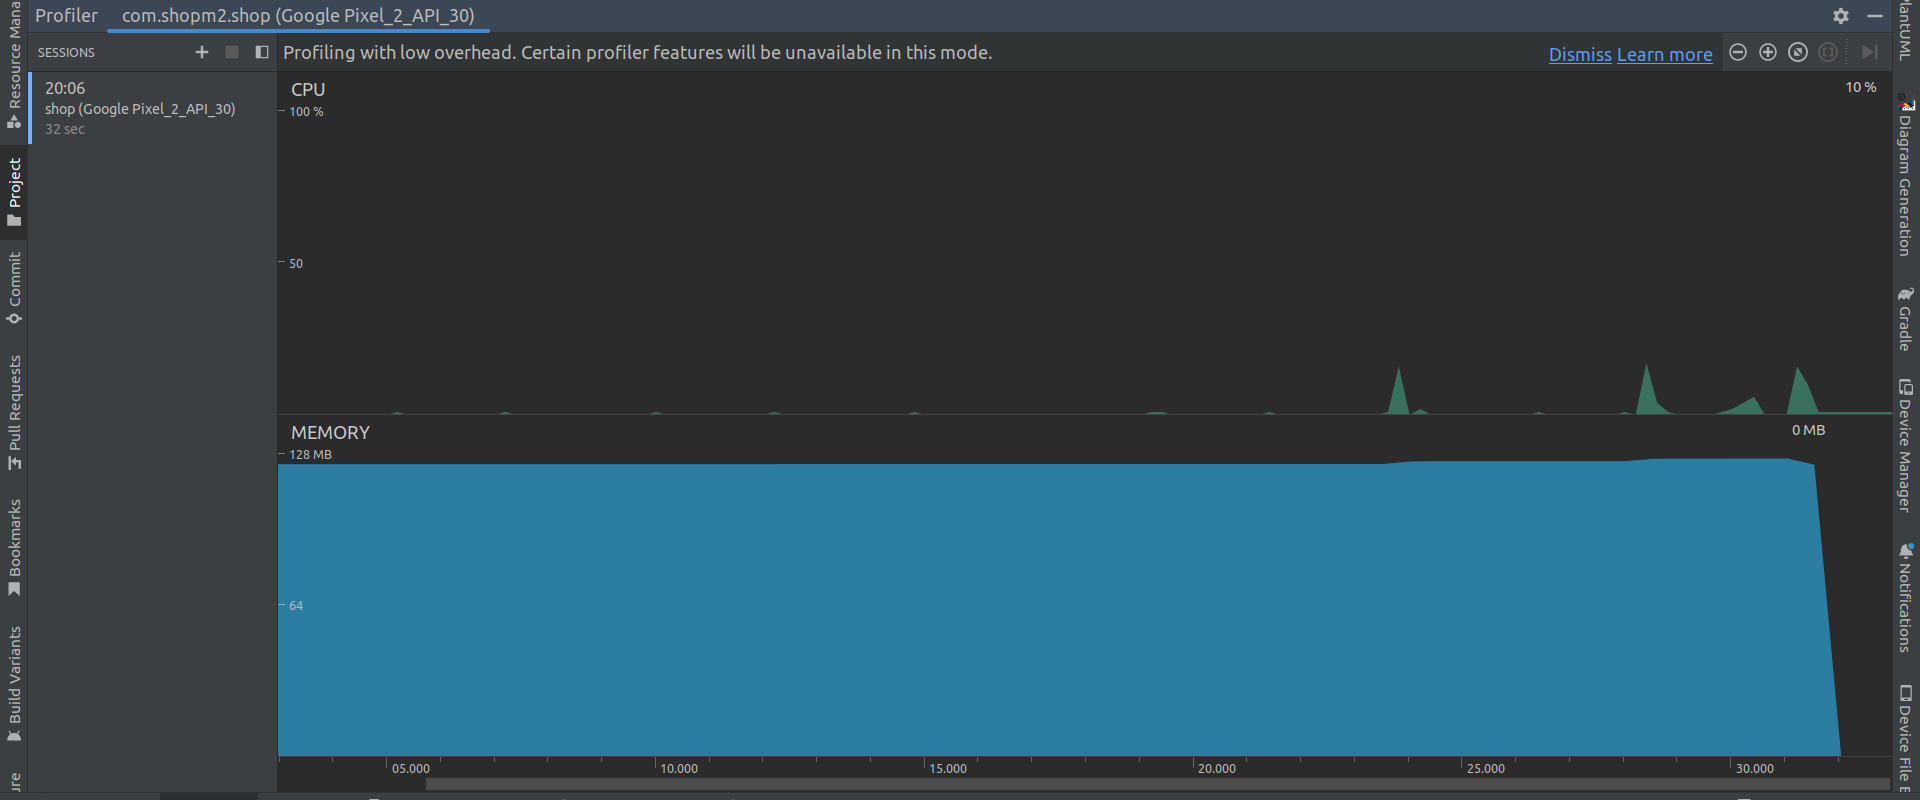 Profiler com.shopm2.shop (Google Pixel_2_API_30)
SESSIONS
Profiling with low overhead. Certain profiler features will be unavailable in this mode.
Dismiss Learn more
20:06
shop (Google Pixel_2_API_30)
32 sec
CPU
10 %
100 %
50
MEMORY
0 MB
128 MB
64
05.000 10.000 15.000 20.000 25.000 30.000
Resource Mana
Project
Commit
Pull Requests
Bookmarks
Build Variants
ure
PlantUML
Diagram Generation
Gradle
Device Manager
Notifications
Device File E